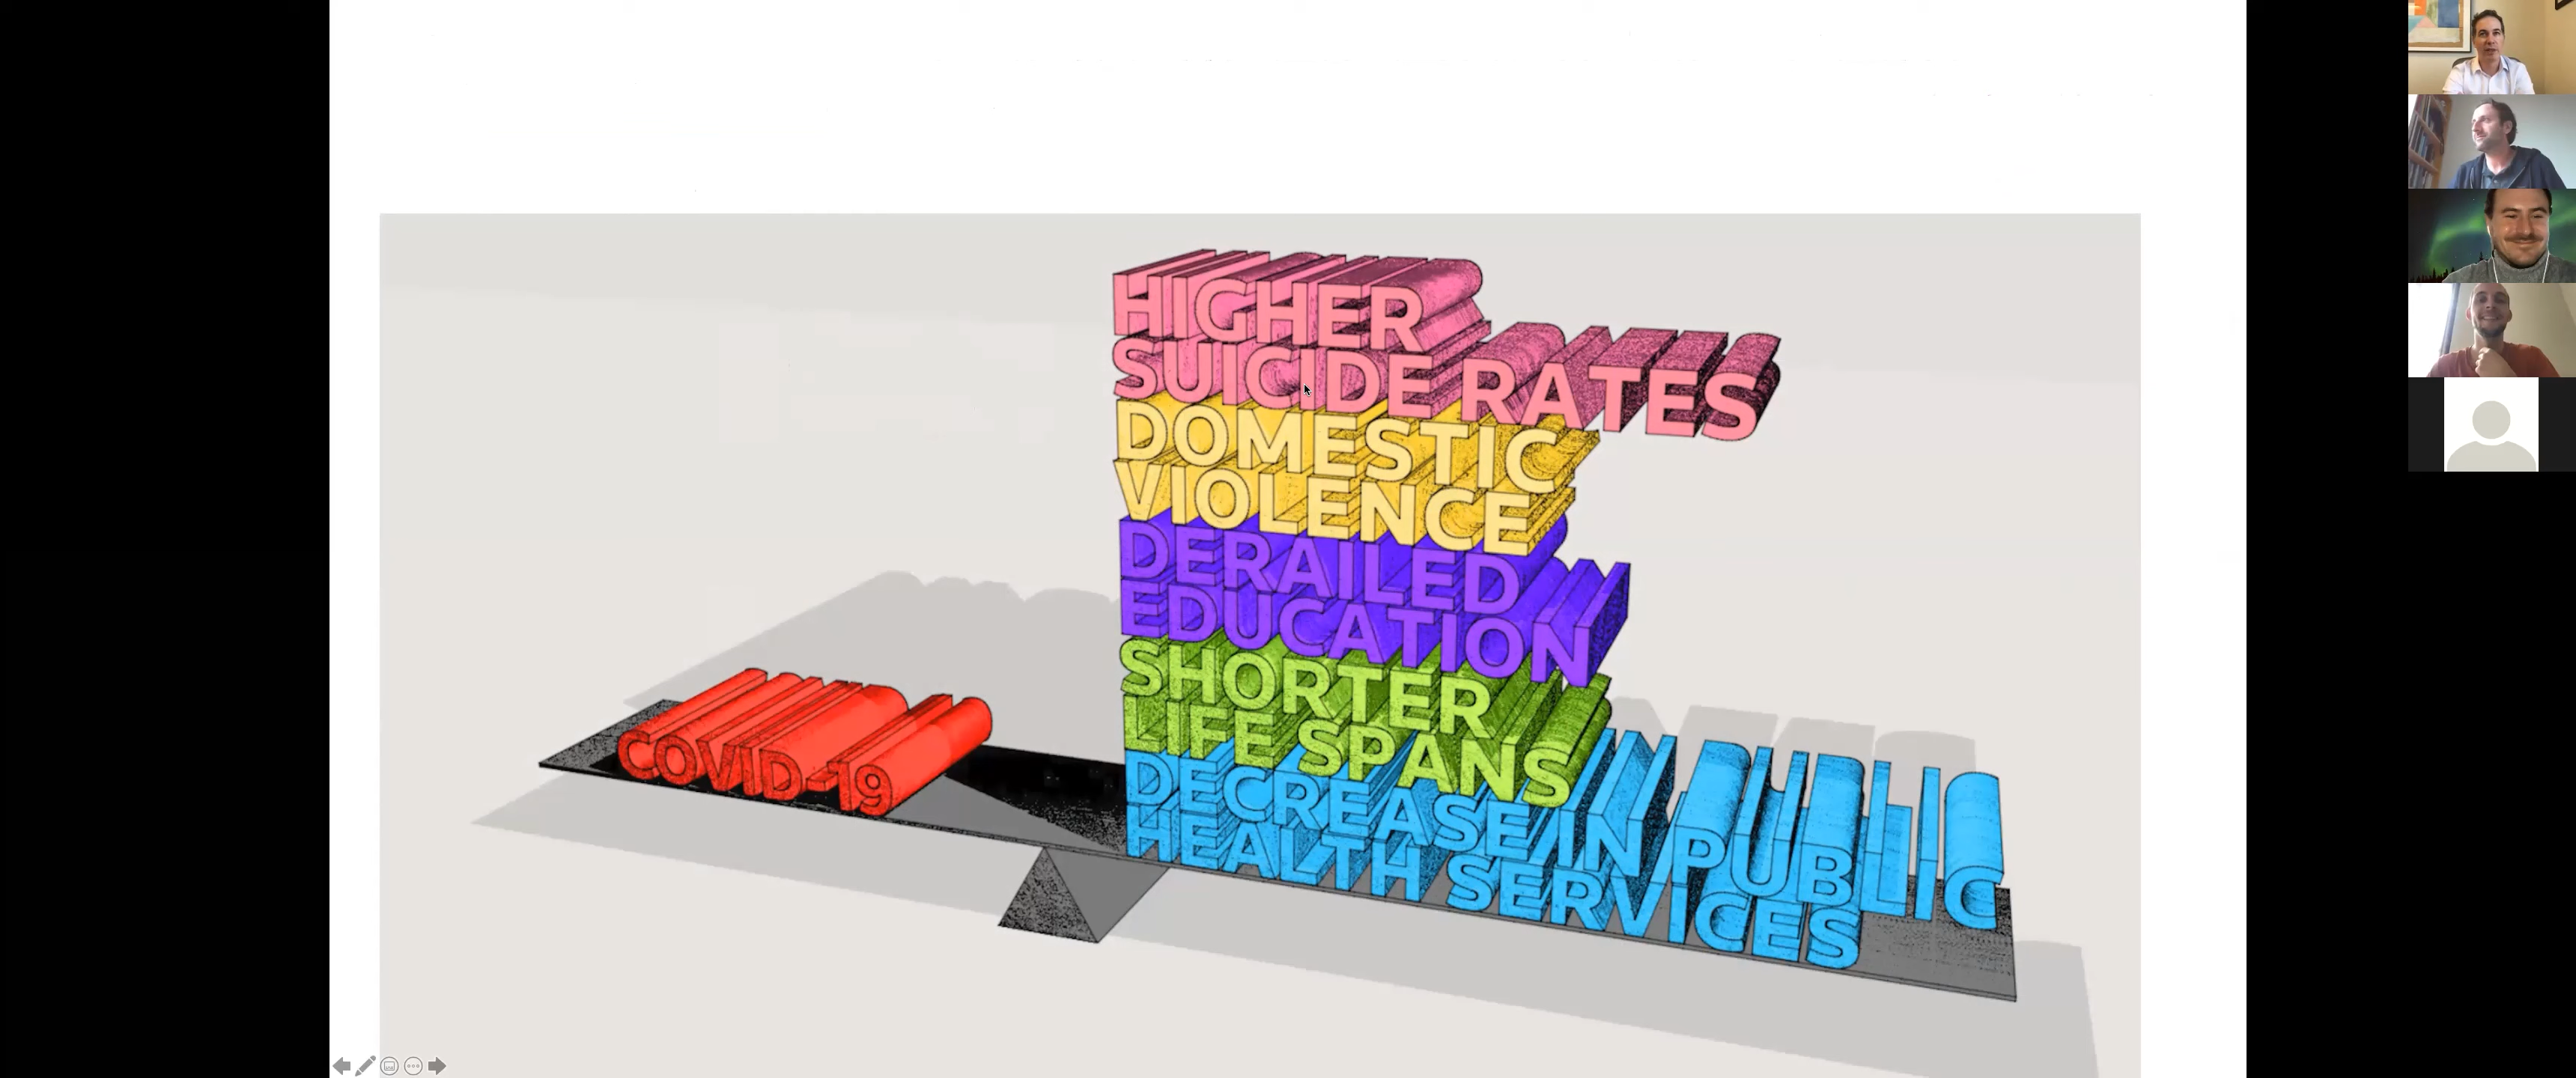 COVID-19
HIGHER
SUICIDE RATES
DOMESTIC
VIOLENCE
DERAILED
EDUCATION
SHORTER
LIFE SPANS
DECREASE IN PUBLIC
HEALTH SERVICES